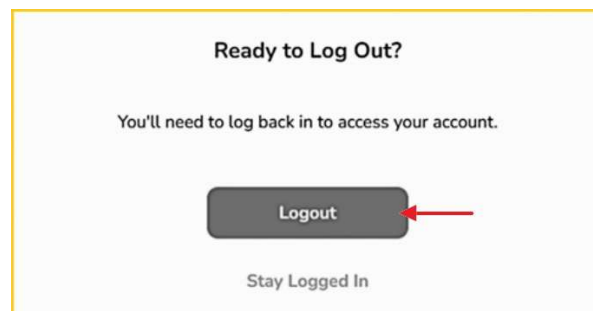 Ready to Log Out?
You'll need to log back in to access your account.
Logout
Stay Logged In